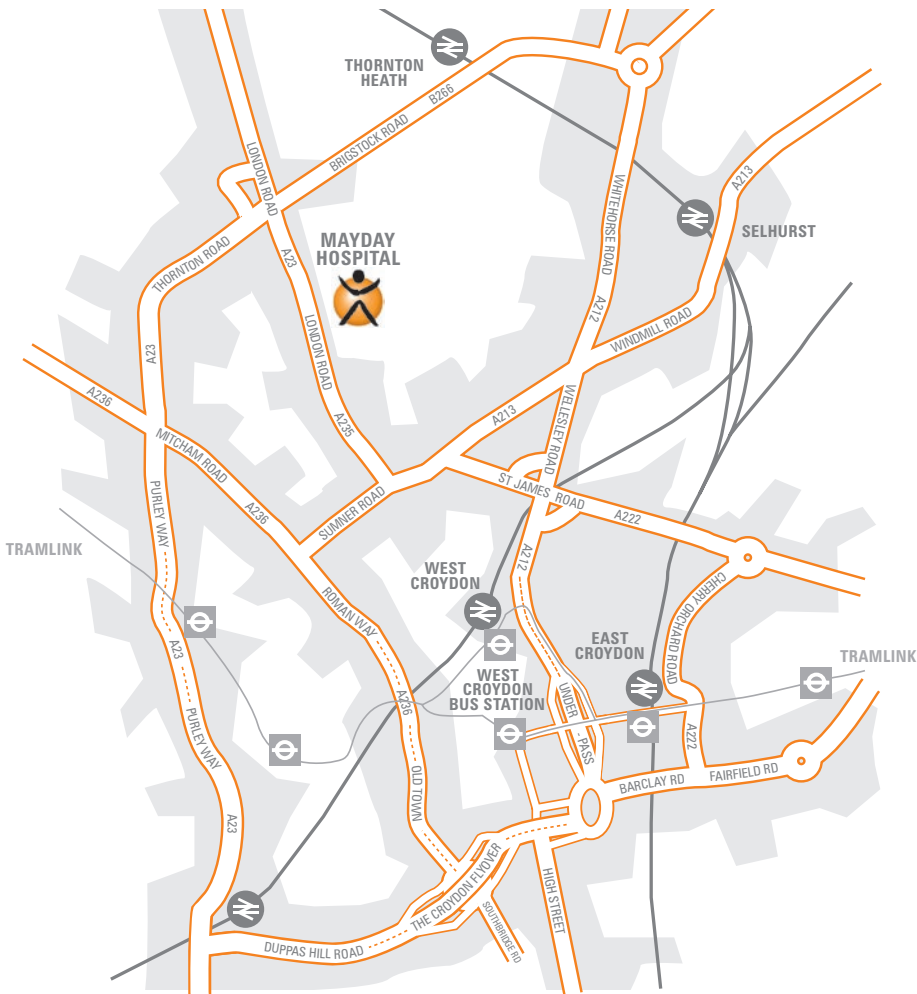 THORNTON
HEATH
BRIGSTOCK ROAD
B266
LONDON ROAD
A213
WHITEHORSE ROAD
SELHURST
THORNTON ROAD
A23
MAYDAY
HOSPITAL
A212
WINDMILL ROAD
LONDON ROAD
A23
A236
A235
A213
WELLESLEY ROAD
MITCHAM ROAD
PURLEY WAY
A236
SUMNER ROAD
ST JAMES ROAD
A222
TRAMLINK
WEST
CROYDON
A212
CHERRY ORCHARD ROAD
ROMAN WAY
A23
EAST
CROYDON
TRAMLINK
WEST
CROYDON
BUS STATION
A236
UNDER
- PASS
A222
PURLEY WAY
OLD TOWN
BARCLAY RD
FAIRFIELD RD
A23
THE CROYDON FLYOVER
HIGH STREET
SOUTHBRIDGE RD
DUPPAS HILL ROAD